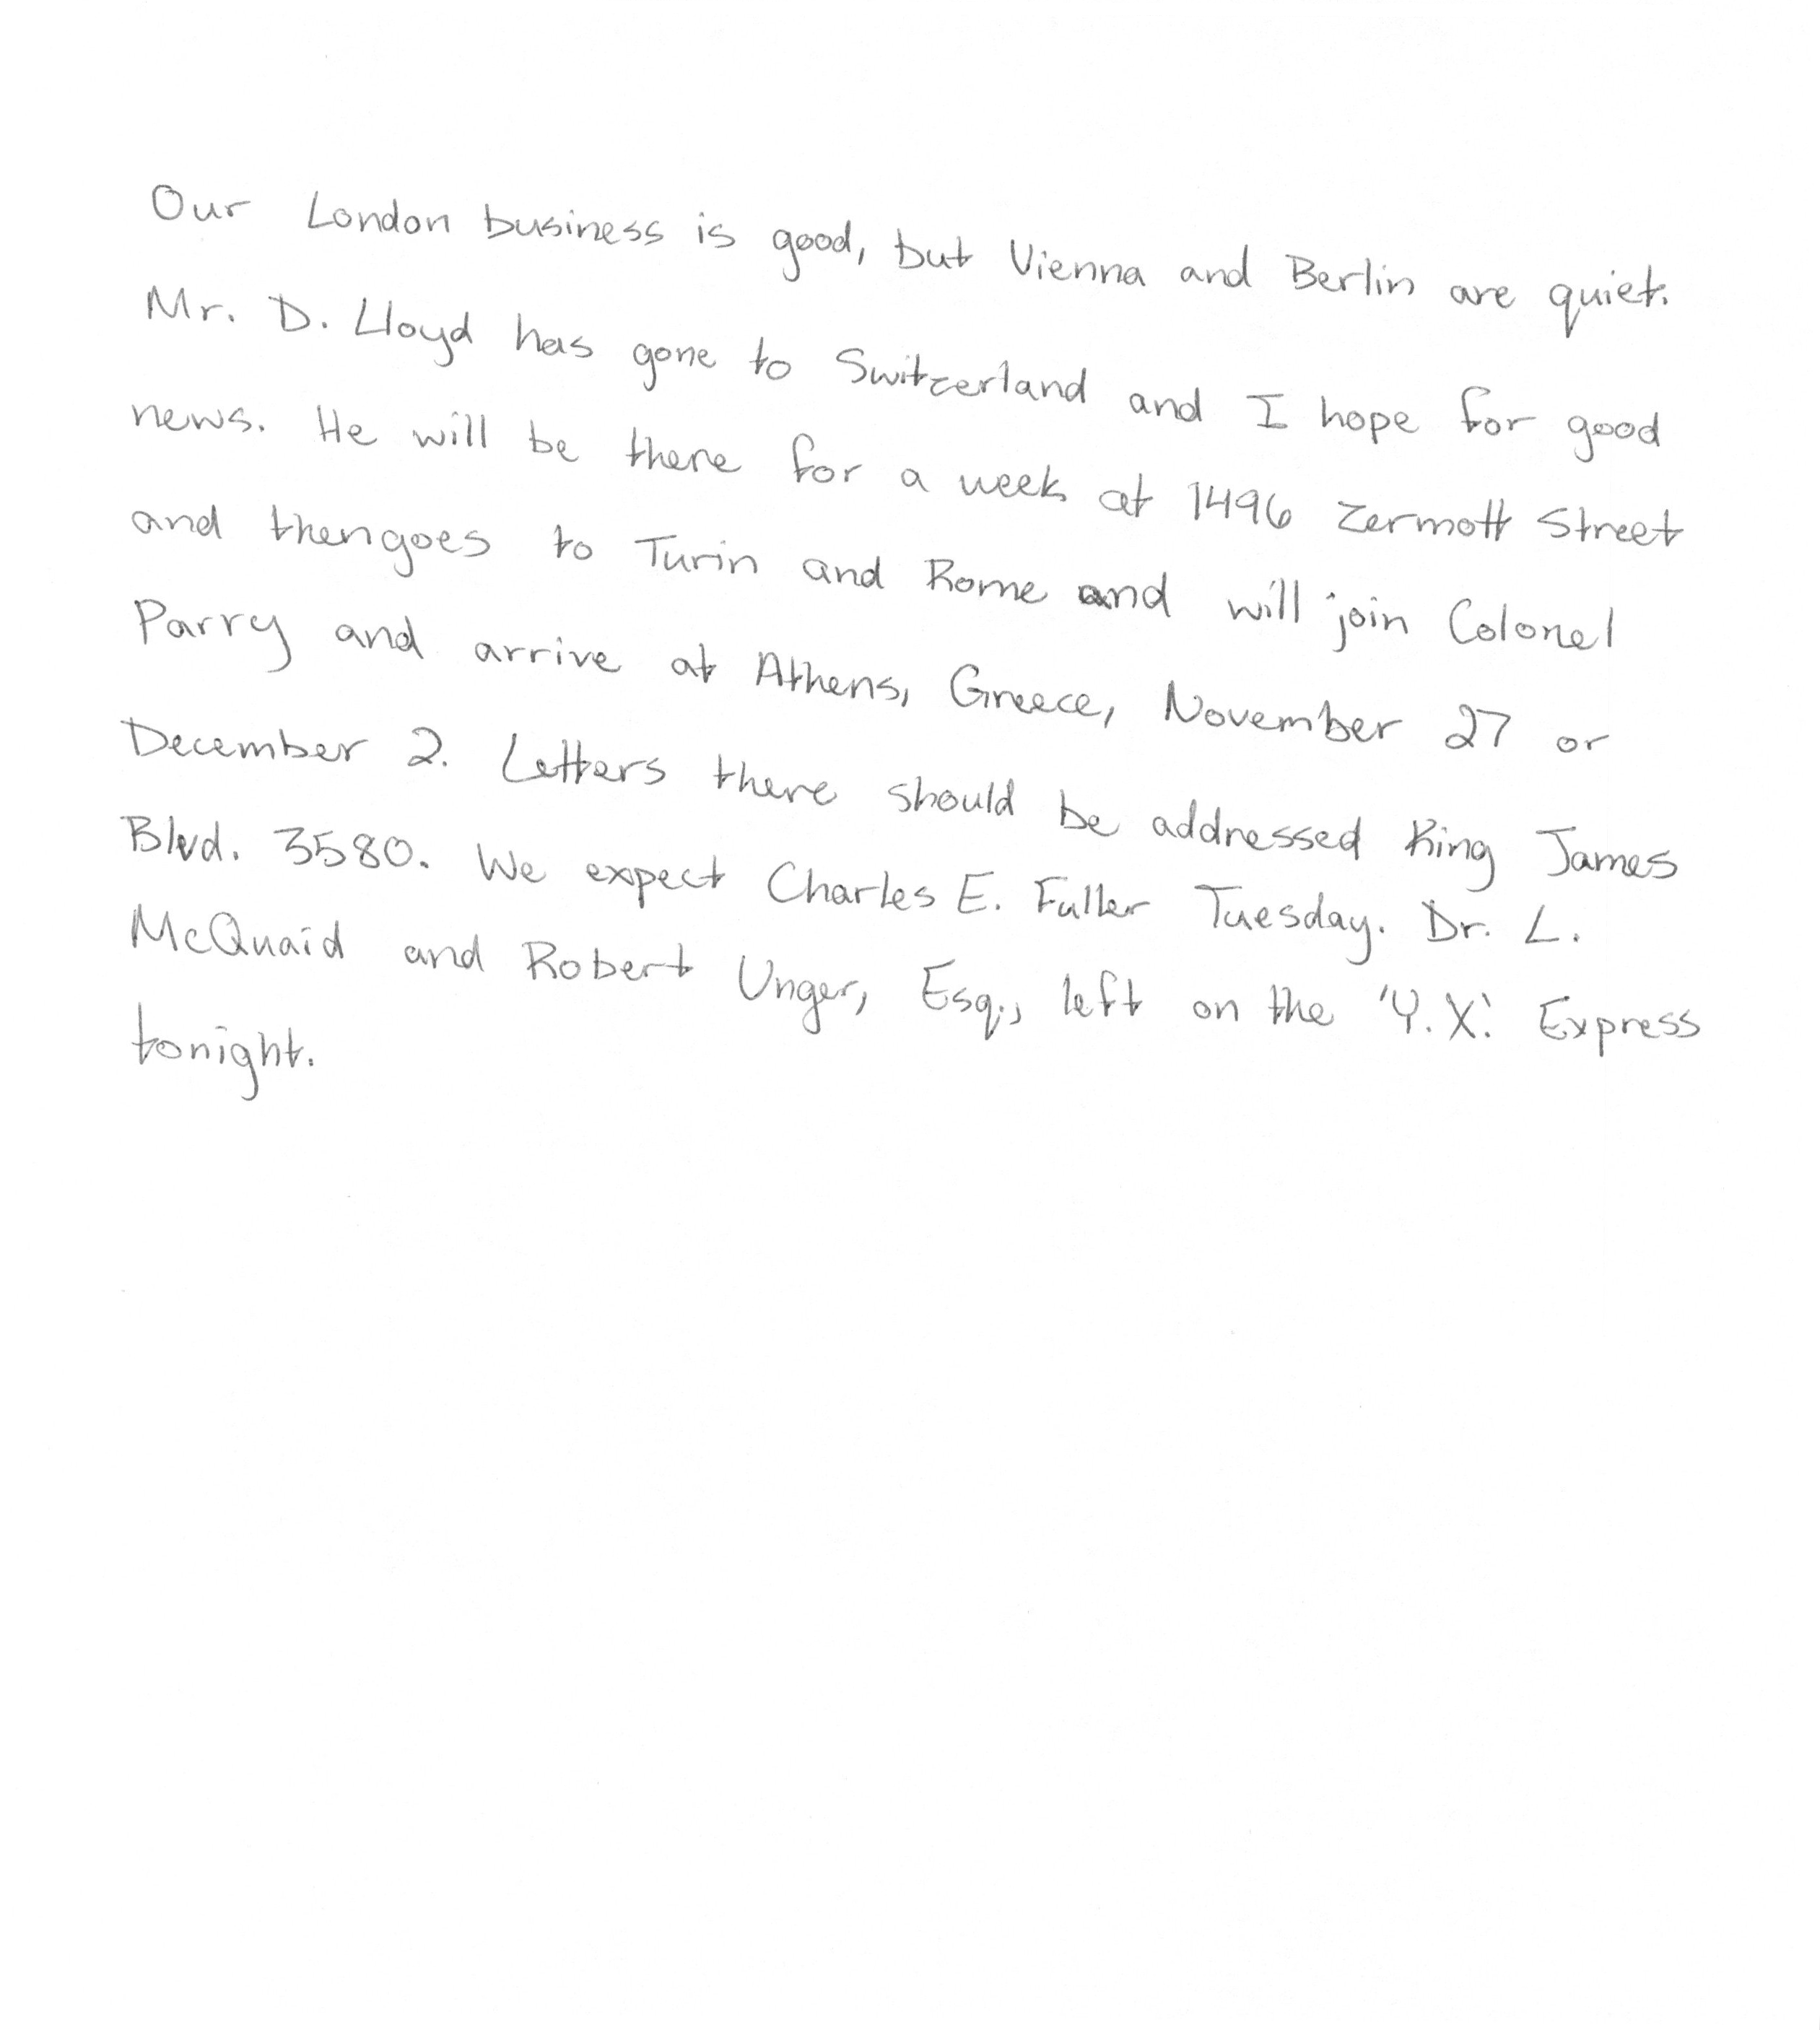 Our London business is good, but Vienna and Berlin are quiet.
Mr. D. Lloyd has gone to Switzerland and I hope for good
news. He will be there for a week at 1496 Zermott Street
and thengoes to Turin and Rome and will join Colonel
Parry and arrive at Athens, Greece, November 27 or
December 2. Letters there should be addressed King James
Blvd. 3580. We expect Charles E. Fuller Tuesday. Dr. L.
McQuaid and Robert Unger, Esq., left on the 'Y.X.' Express
tonight.